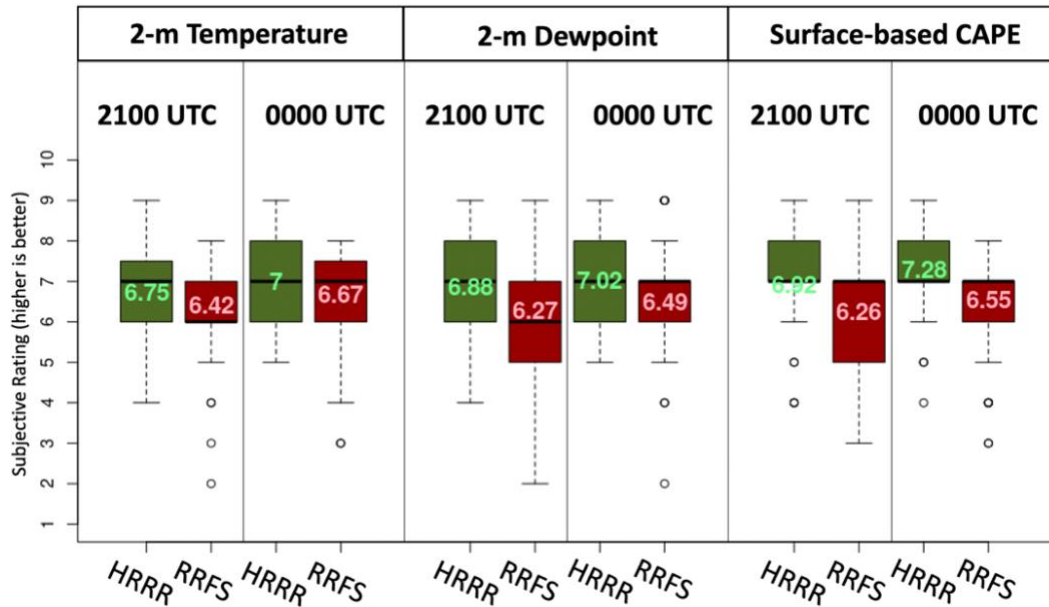 2-m Temperature 2-m Dewpoint Surface-based CAPE
2100 UTC 0000 UTC 2100 UTC 0000 UTC 2100 UTC 0000 UTC
Subjective Rating (higher is better)
10
9
8
7
6
5
4
3
2
1
6.75 6.42 7 6.67 6.88 6.27 7.02 6.49 6.92 6.26 7.28 6.55
HRRR RRFS HRRR RRFS HRRR RRFS HRRR RRFS HRRR RRFS HRRR RRFS